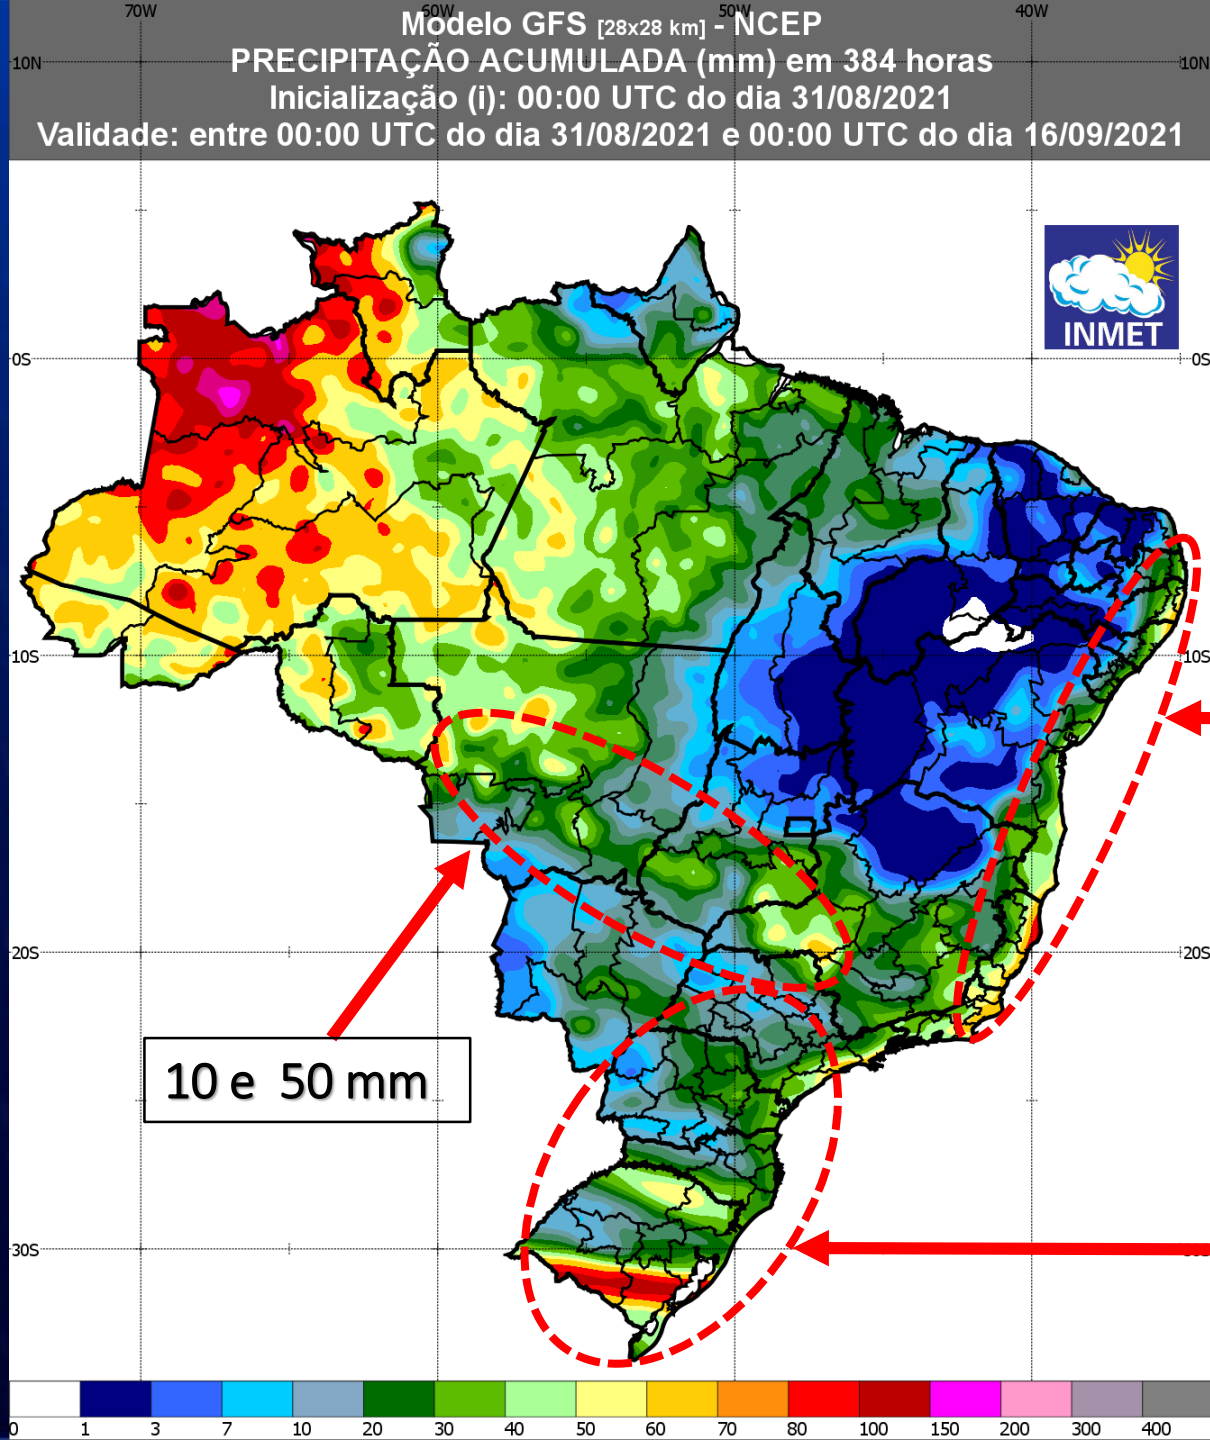 70W 60W 50W 40W
Modelo GFS [28x28 km] - NCEP
10N PRECIPITAÇÃO ACUMULADA (mm) em 384 horas 10N
Inicialização (i): 00:00 UTC do dia 31/08/2021
Validade: entre 00:00 UTC do dia 31/08/2021 e 00:00 UTC do dia 16/09/2021
INMET
0S 0S
10S 10S
20S 20S
10 e 50 mm
30S
0 1 3 7 10 20 30 40 50 60 70 80 100 150 200 300 400